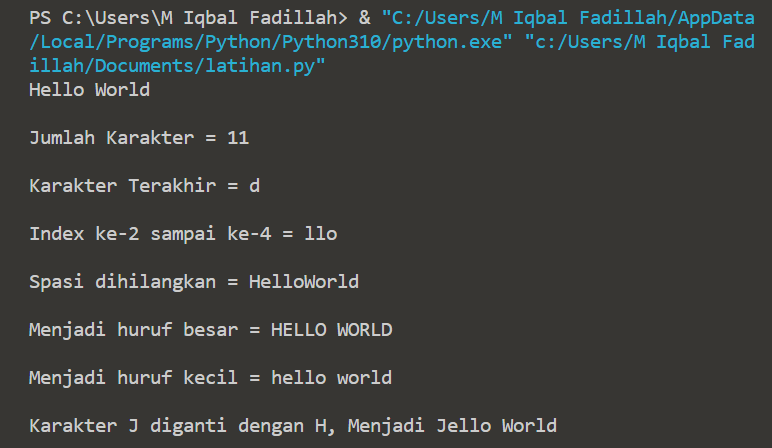 PS C:\Users\M Iqbal Fadillah> & "C:/Users/M Iqbal Fadillah/AppData
/Local/Programs/Python/Python310/python.exe" "c:/Users/M Iqbal Fad
illah/Documents/latihan.py"
Hello World
Jumlah Karakter = 11
Karakter Terakhir = d
Index ke-2 sampai ke-4 = llo
Spasi dihilangkan = HelloWorld
Menjadi huruf besar = HELLO WORLD
Menjadi huruf kecil = hello world
Karakter J diganti dengan H, Menjadi Jello World